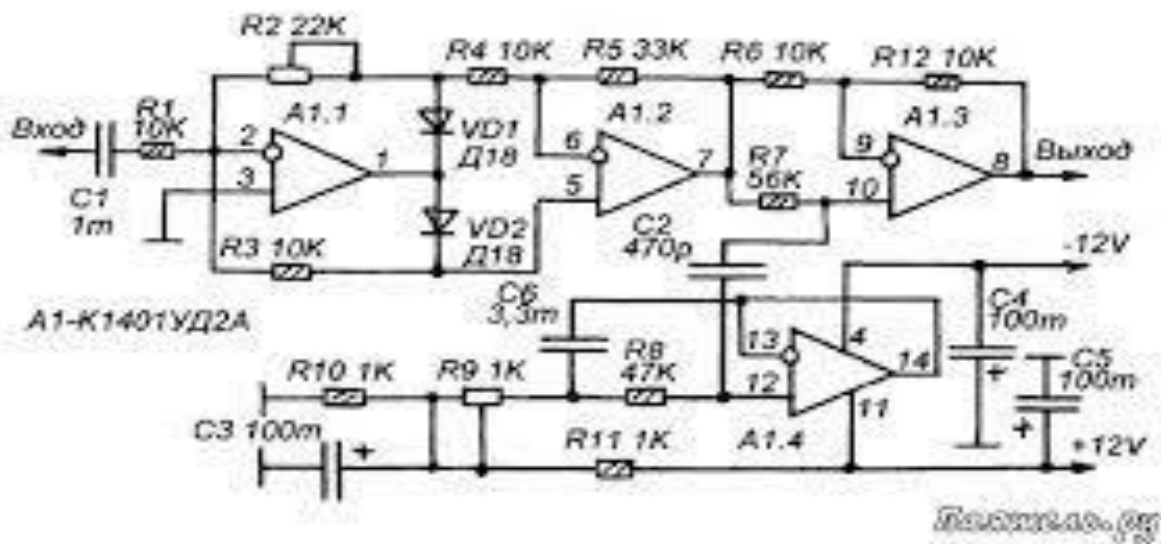 R2 22K
R4 10K
R5 33K
R6 10K
R12 10K
Вход
R1
10K
A1.1
A1.2
A1.3
2
3
1
VD1
Д18
6
5
7
R7
56K
9
10
8
Выход
C1
1m
R3 10K
VD2
Д18
C2
470p
-12V
A1-К1401УД2А
C6
3,3m
C4
100m
13
4
14
C5
100m
R10 1K
R9 1K
R8
47K
12
11
C3 100m
R11 1K
A1.4
+12V